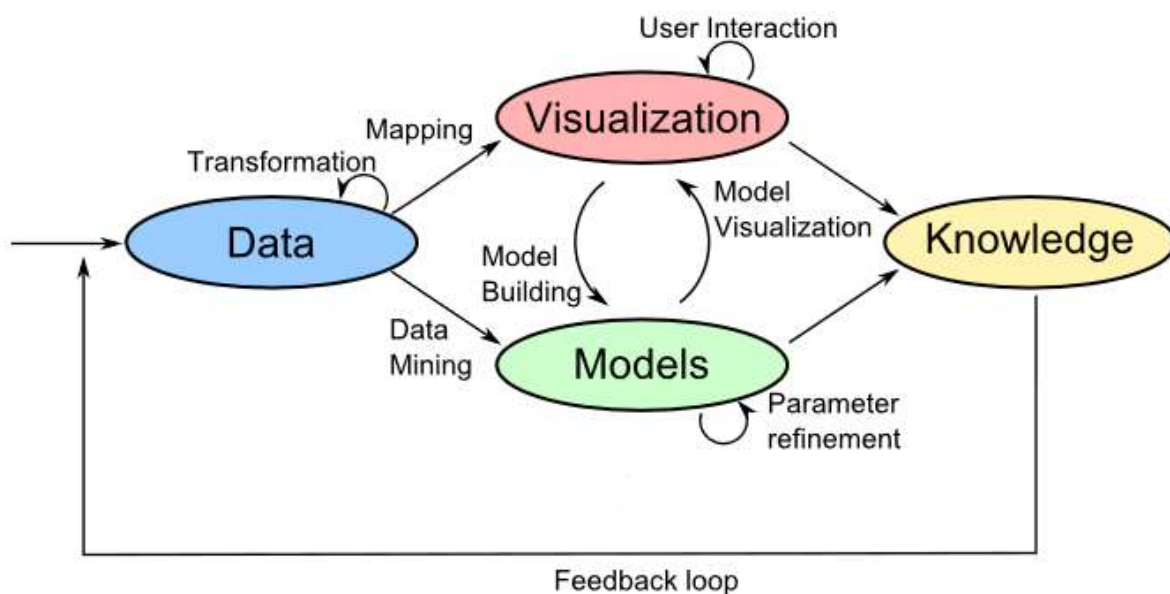 User Interaction
Visualization
Mapping
Transformation
Data
Model
Visualization
Knowledge
Model
Building
Data
Mining
Models
Parameter
refinement
Feedback loop